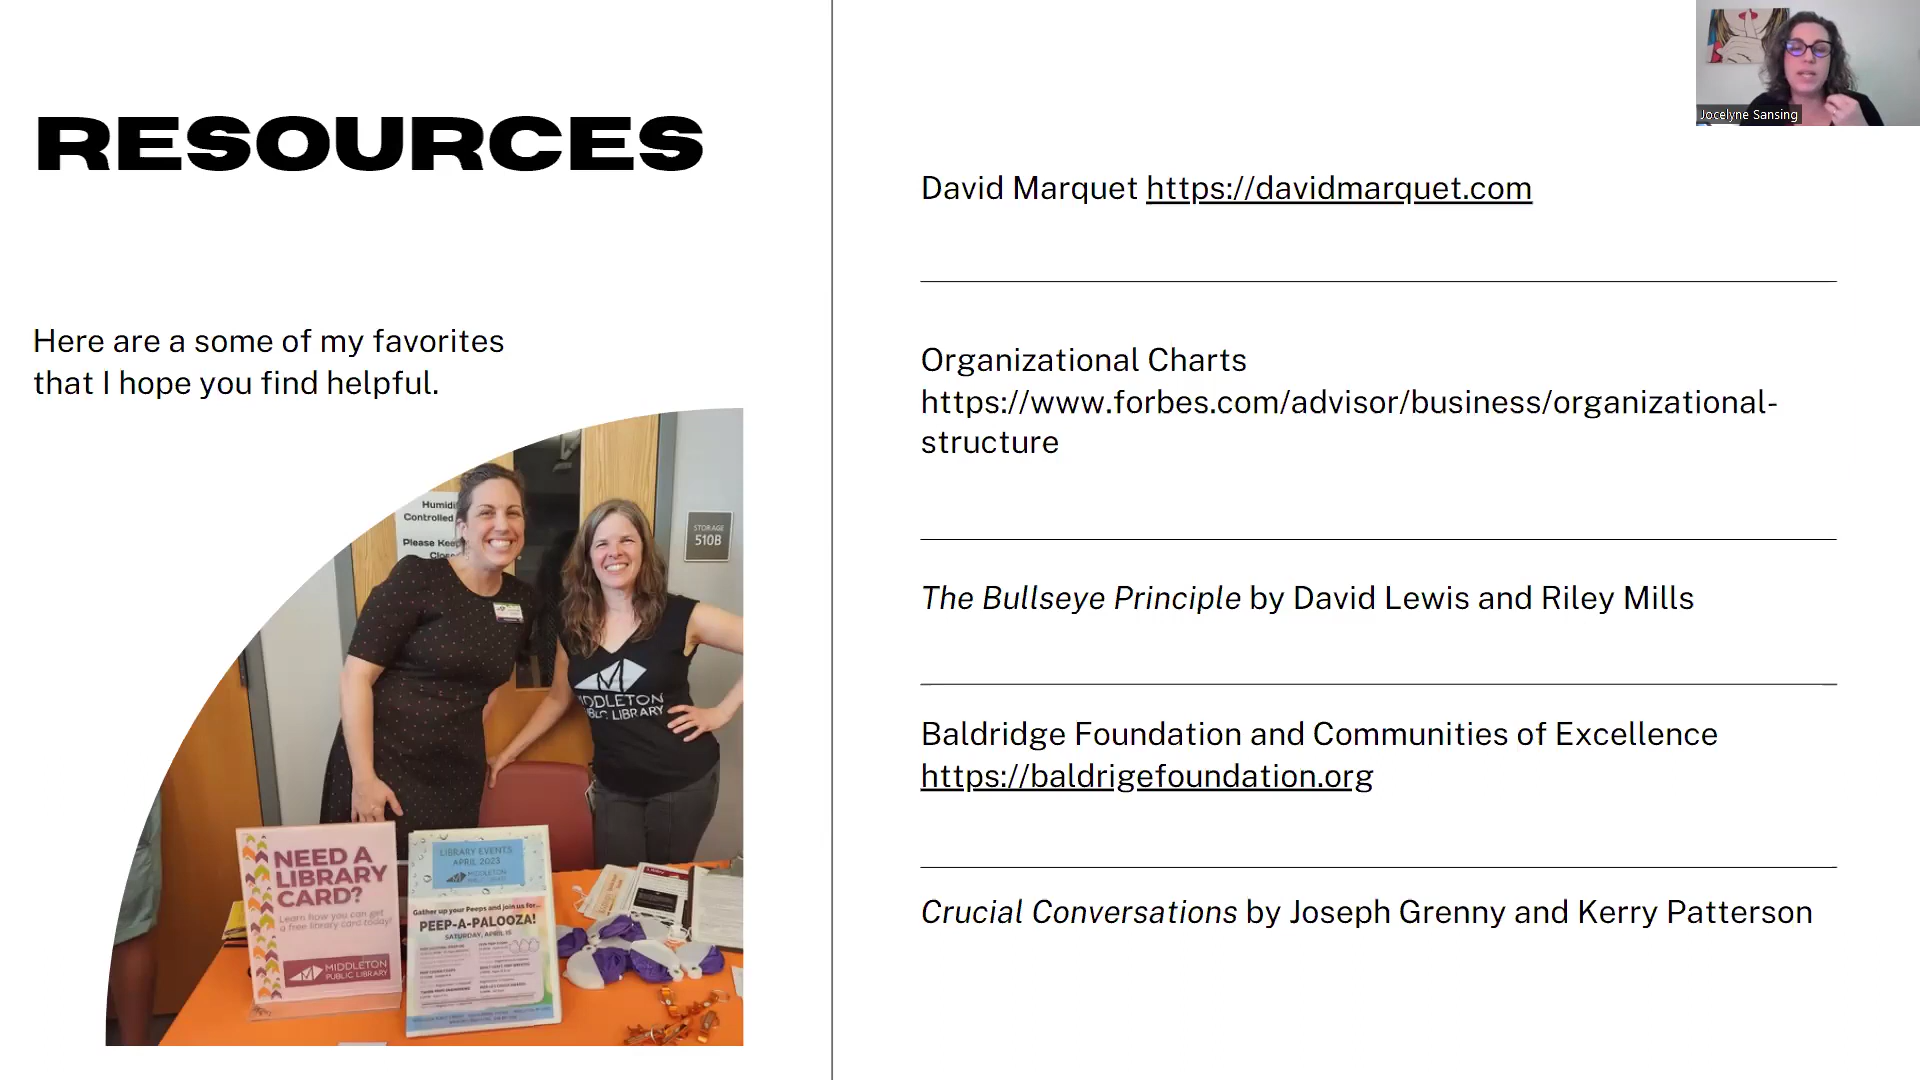 Jocelyne Sansing
RESOURCES
Here are a some of my favorites
that I hope you find helpful.
David Marquet https://davidmarquet.com
Organizational Charts
https://www.forbes.com/advisor/business/organizational-
structure
The Bullseye Principle by David Lewis and Riley Mills
Baldridge Foundation and Communities of Excellence
https://baldrigefoundation.org
Crucial Conversations by Joseph Grenny and Kerry Patterson
Controlled
Please
STORAGE
510B
MIDDLETON
LIBRARY
NEED A
LIBRARY
CARD?
Learn how you can get
a free library card today!
MIDDLETON
PUBLIC LIBRARY
LIBRARY EVENTS
APRIL 2023
Gather up your Peeps and join us for...
PEEP-A-PALOOZA!
SATURDAY, APRIL 15